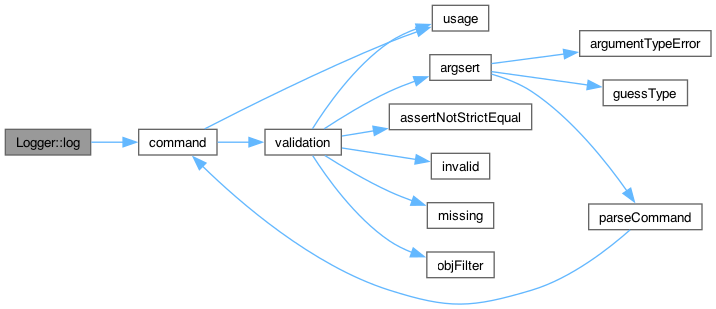 Logger::log
command
validation
usage
argsert
assertNotStrictEqual
invalid
missing
objFilter
argumentTypeError
guessType
parseCommand